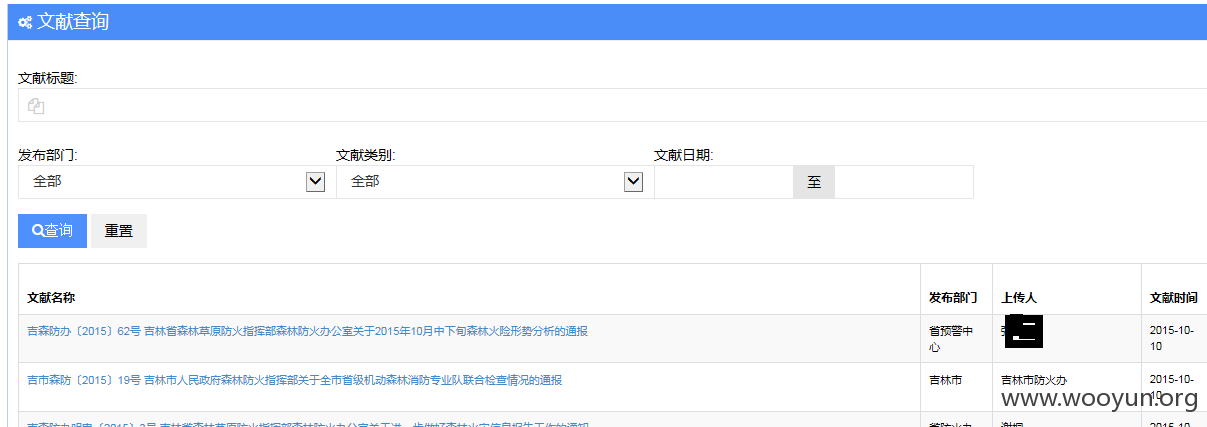 文献查询
文献标题:
发布部门: 文献类别: 文献日期:
全部 全部 至
查询 重置
文献名称 发布部门 上传人 文献时间
吉森防办〔2015〕62号 吉林省森林草原防火指挥部森林防火办公室关于2015年10月中下旬森林火险形势分析的通报 省预警中心 2015-10-10
吉市森防〔2015〕19号 吉林市人民政府森林防火指挥部关于全市省级机动森林消防专业队联合检查情况的通报 吉林市 吉林市防火办 2015-10-10
www.wooyun.org